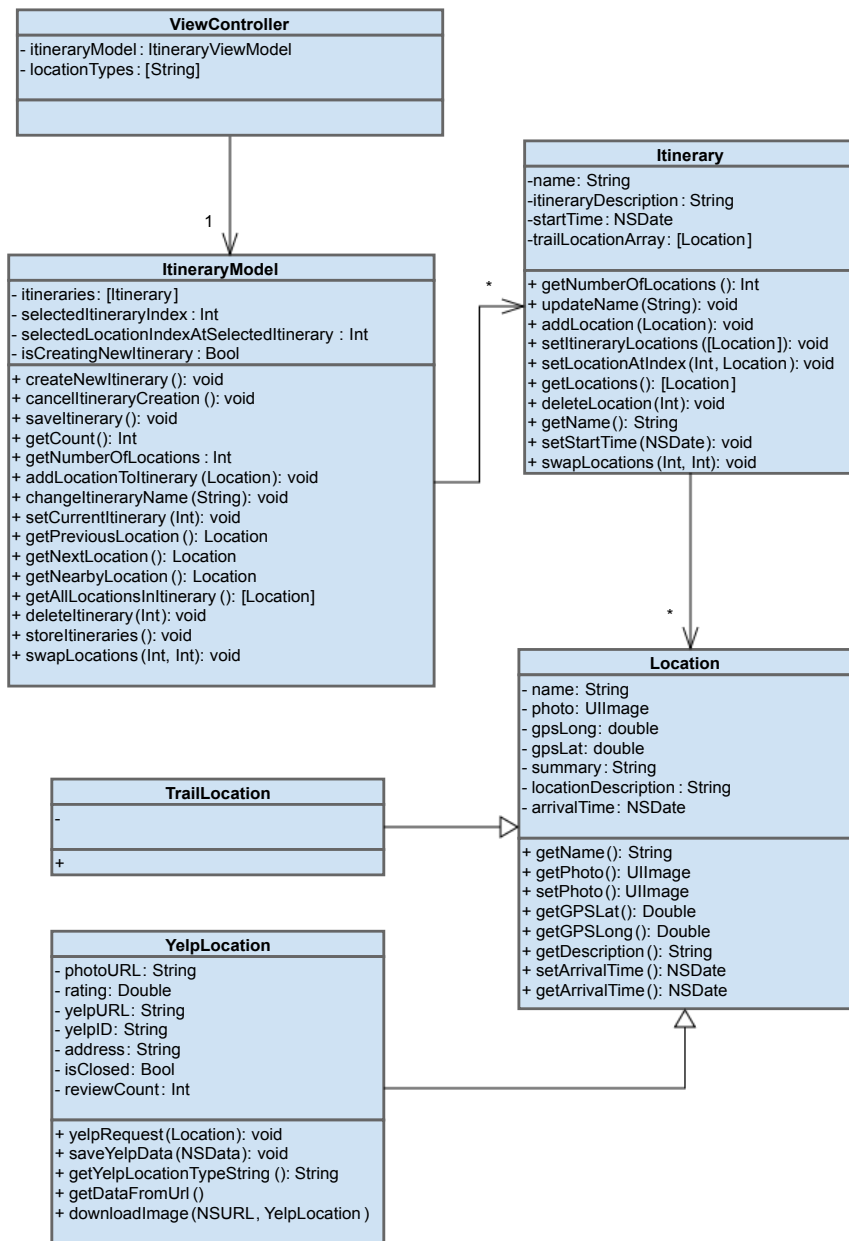 ViewController
- itineraryModel: ItineraryViewModel
- locationTypes: [String]
1
ItineraryModel
- itineraries: [Itinerary]
- selectedItineraryIndex: Int
- selectedLocationIndexAtSelectedItinerary: Int
- isCreatingNewItinerary: Bool
+ createNewItinerary(): void
+ cancelItineraryCreation(): void
+ saveItinerary(): void
+ getCount(): Int
+ getNumberOfLocations: Int
+ addLocationToItinerary(Location): void
+ changeItineraryName(String): void
+ setCurrentItinerary(Int): void
+ getPreviousLocation(): Location
+ getNextLocation(): Location
+ getNearbyLocation(): Location
+ getAllLocationsInItinerary(): [Location]
+ deleteItinerary(Int): void
+ storeItineraries(): void
+ swapLocations(Int, Int): void
*
Itinerary
-name: String
-itineraryDescription: String
-startTime: NSDate
-trailLocationArray: [Location]
+ getNumberOfLocations(): Int
+ updateName(String): void
+ addLocation(Location): void
+ setItineraryLocations([Location]): void
+ setLocationAtIndex(Int, Location): void
+ getLocations(): [Location]
+ deleteLocation(Int): void
+ getName(): String
+ setStartTime(NSDate): void
+ swapLocations(Int, Int): void
*
Location
- name: String
- photo: UIImage
- gpsLong: double
- gpsLat: double
- summary: String
- locationDescription: String
- arrivalTime: NSDate
+ getName(): String
+ getPhoto(): UIImage
+ setPhoto(): UIImage
+ getGPSLat(): Double
+ getGPSLong(): Double
+ getDescription(): String
+ setArrivalTime(): NSDate
+ getArrivalTime(): NSDate
TrailLocation
-
+
YelpLocation
- photoURL: String
- rating: Double
- yelpURL: String
- yelpID: String
- address: String
- isClosed: Bool
- reviewCount: Int
+ yelpRequest(Location): void
+ saveYelpData(NSData): void
+ getYelpLocationTypeString(): String
+ getDataFromUrl()
+ downloadImage(NSURL, YelpLocation)